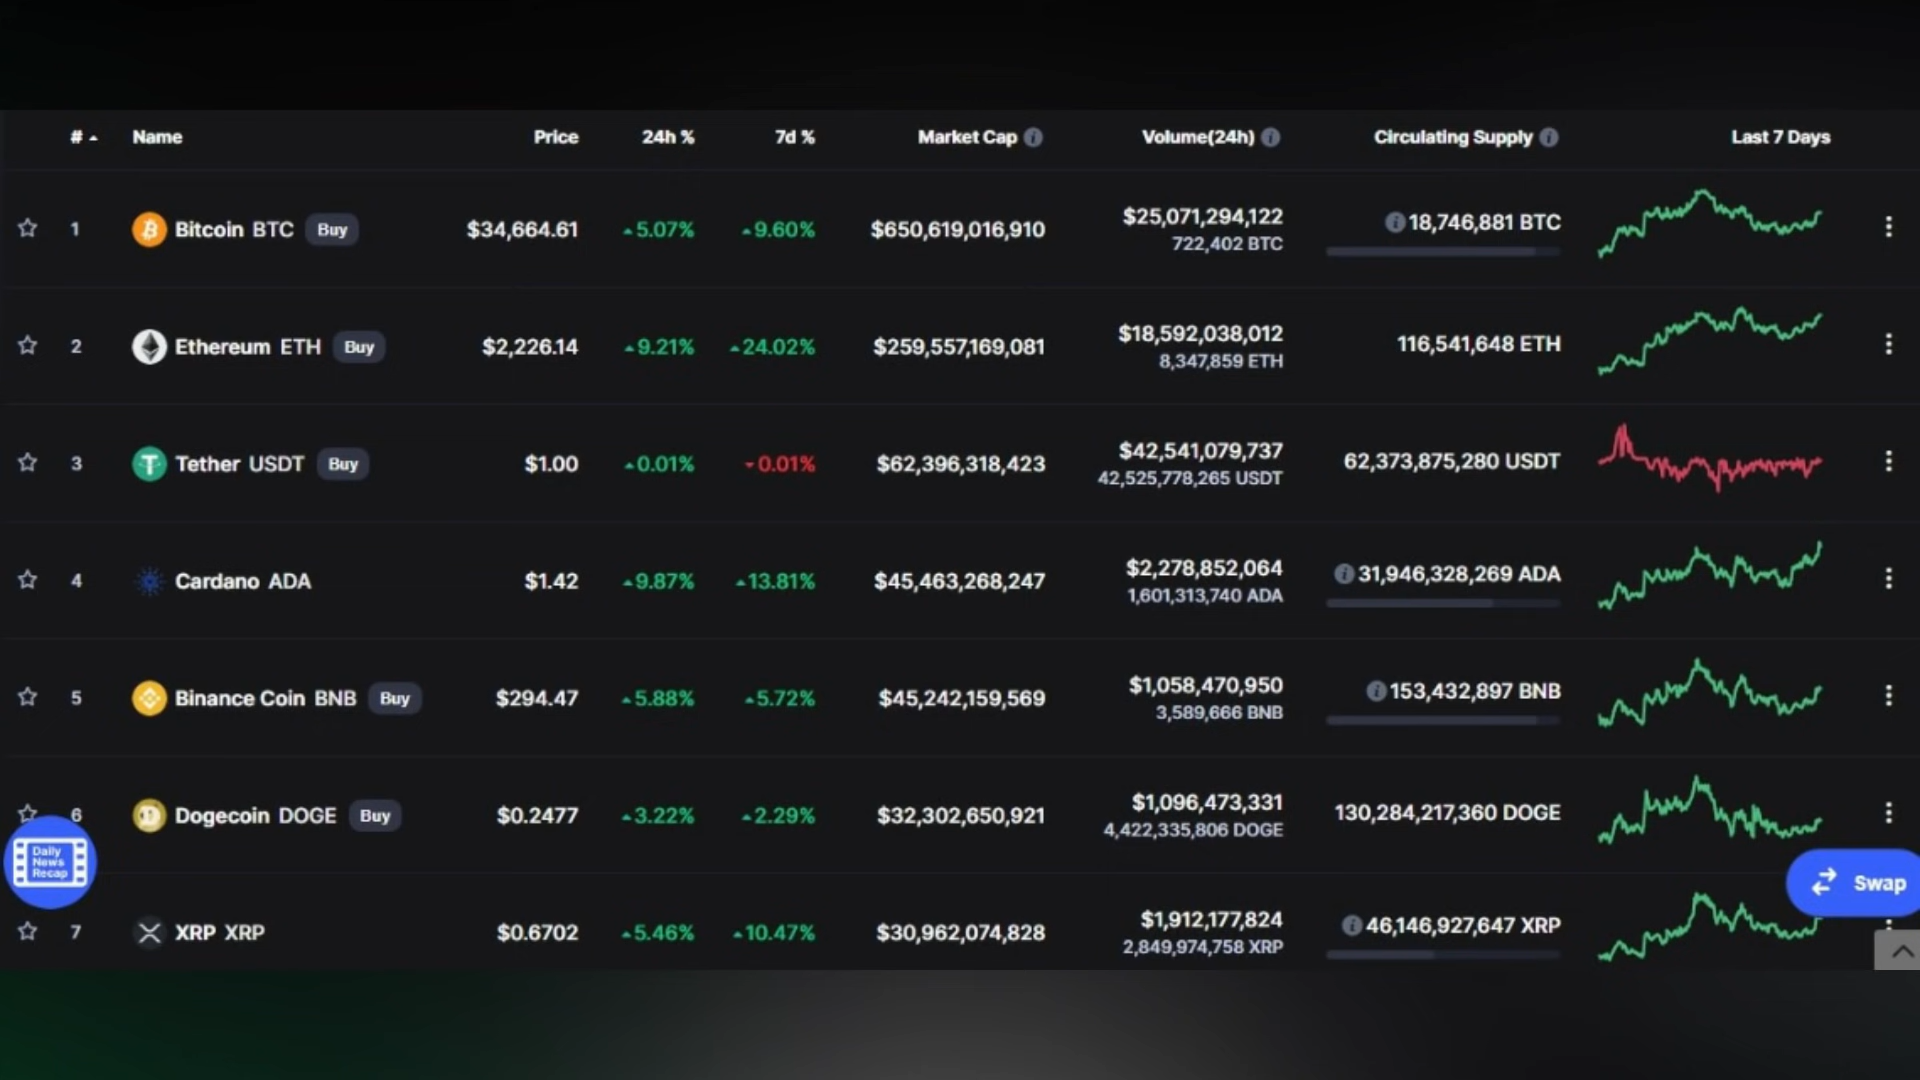 # Name Price 24h % 7d % Market Cap Volume(24h) Circulating Supply Last 7 Days
1 Bitcoin BTC Buy $34,664.61 5.07% 9.60% $650,619,016,910 $25,071,294,122 18,746,881 BTC
722,402 BTC
2 Ethereum ETH Buy $2,226.14 9.21% 24.02% $259,557,169,081 $18,592,038,012 116,541,648 ETH
8,347,859 ETH
3 Tether USDT Buy $1.00 0.01% 0.01% $62,396,318,423 $42,541,079,737 62,373,875,280 USDT
42,525,778,265 USDT
4 Cardano ADA $1.42 9.87% 13.81% $45,463,268,247 $2,278,852,064 31,946,328,269 ADA
1,601,313,740 ADA
5 Binance Coin BNB Buy $294.47 5.88% 5.72% $45,242,159,569 $1,058,470,950 153,432,897 BNB
3,589,666 BNB
6 Dogecoin DOGE Buy $0.2477 3.22% 2.29% $32,302,650,921 $1,096,473,331 130,284,217,360 DOGE
4,422,335,806 DOGE
Daily
News
Recap
Swap
7 XRP XRP $0.6702 5.46% 10.47% $30,962,074,828 $1,912,177,824 46,146,927,647 XRP
2,849,974,758 XRP